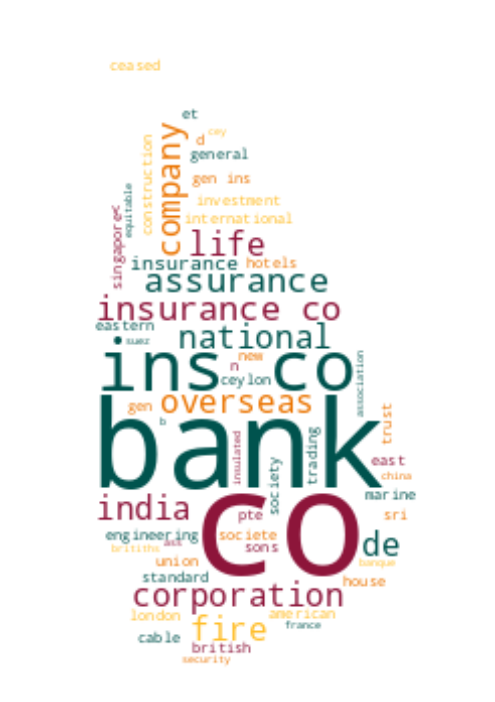 ceased
et
d
cey
company
general
construction
gen ins
equitable
investment
singapore
international
life
insurance
hotels
assurance
insurance co
eastern
national
suez
ins co
new
n
ceylon
association
gen
overseas
b
bank
trust
insulated
society
trading
east
china
marine
india
co
pte
sri
engineering
societe
de
britiths
ass
sons
union
banque
standard
house
corporation
london
american
fire
france
cable
british
security